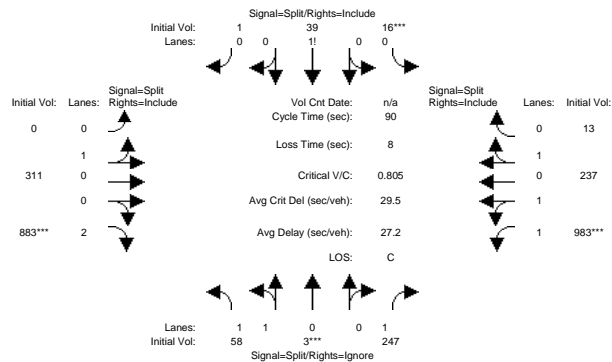 Signal=Split/Rights=Include
Initial Vol: 1 39 16***
Lanes: 0 0 1! 0 0
Signal=Split
Signal=Split
Initial Vol: Lanes: Rights=Include
Vol Cnt Date: n/a
Rights=Include Lanes: Initial Vol:
Cycle Time (sec): 90
0 0
0 13
Loss Time (sec): 8
1
1
311 0
Critical V/C: 0.805
0 237
0
Avg Crit Del (sec/veh): 29.5
1
883*** 2
Avg Delay (sec/veh): 27.2
1 983***
LOS: C
Lanes: 1 1 0 0 1
Initial Vol: 58 3*** 247
Signal=Split/Rights=Ignore